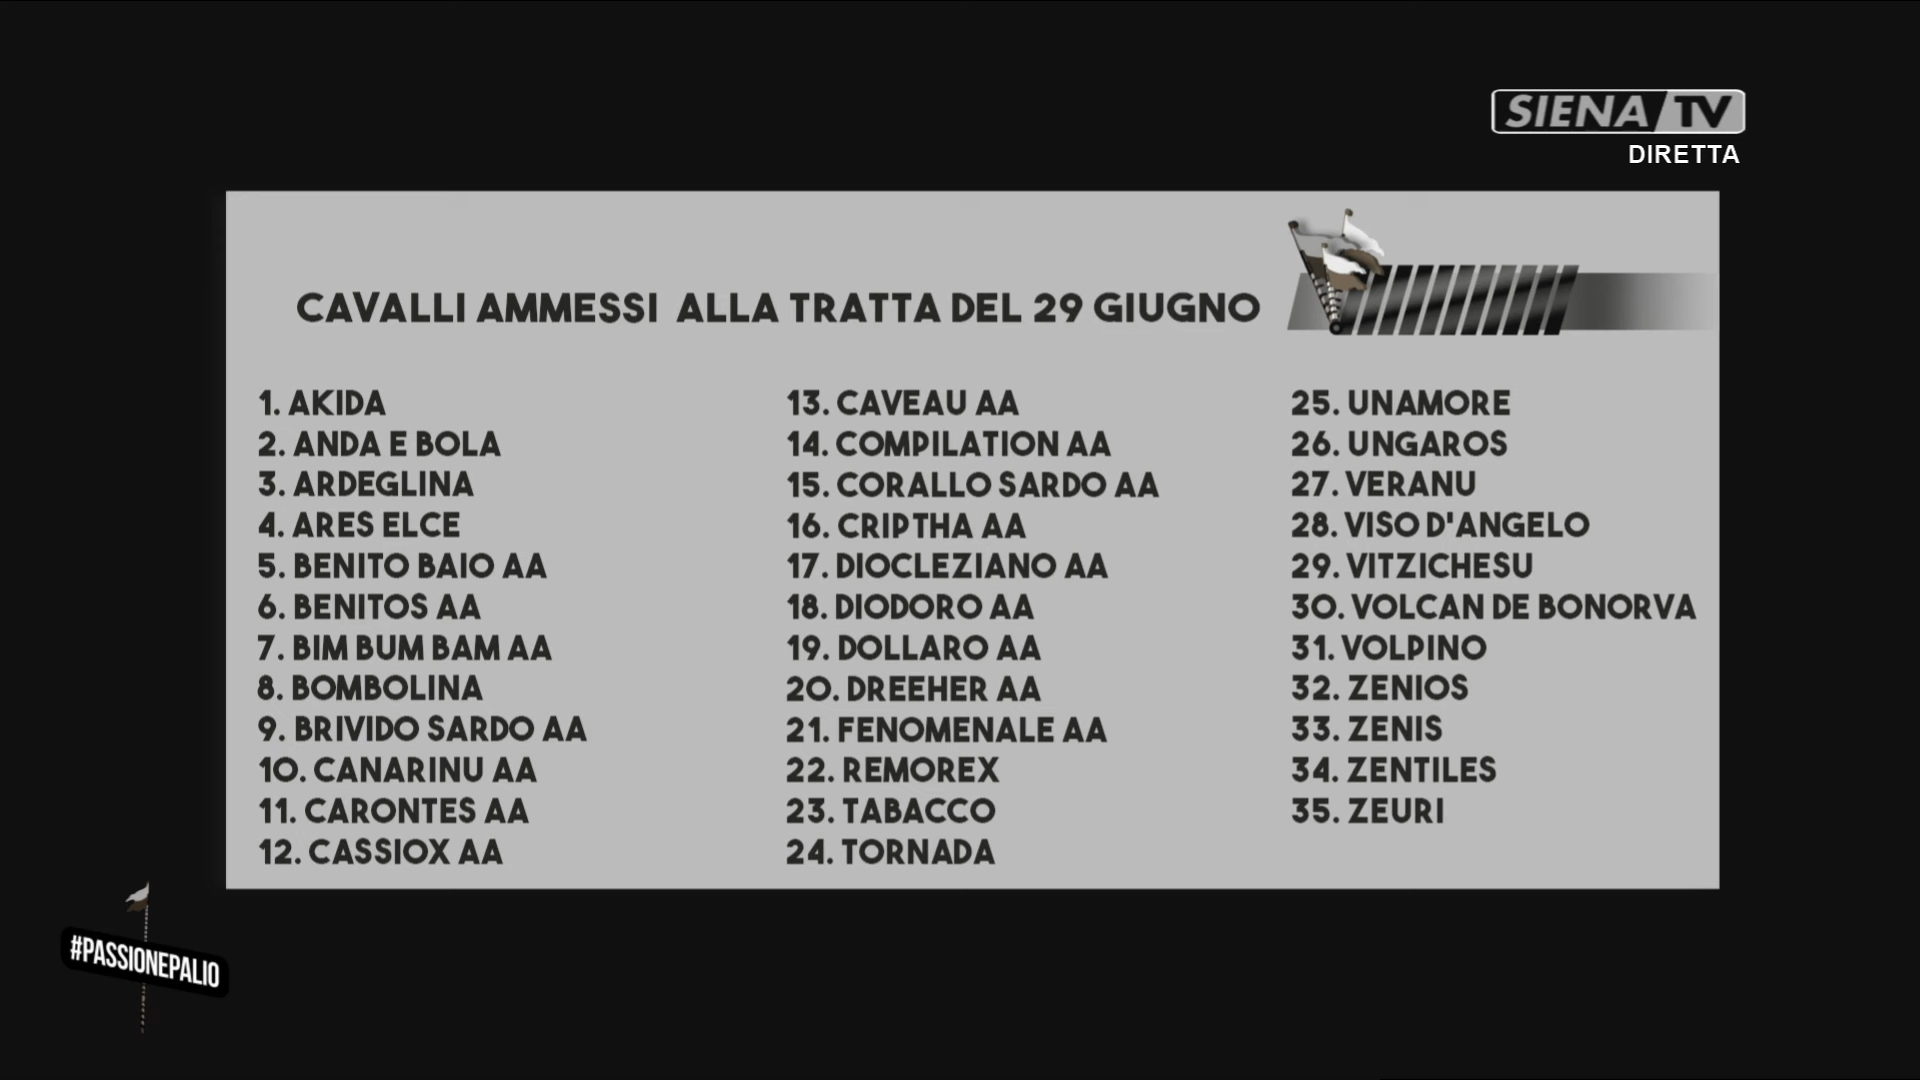 SIENA TV
DIRETTA
CAVALLI AMMESSI ALLA TRATTA DEL 29 GIUGNO
1. AKIDA
2. ANDA E BOLA
3. ARDEGLINA
4. ARES ELCE
5. BENITO BAIO AA
6. BENITOS AA
7. BIM BUM BAM AA
8. BOMBOLINA
9. BRIVIDO SARDO AA
10. CANARINU AA
11. CARONTES AA
12. CASSIOX AA
13. CAVEAU AA
14. COMPILATION AA
15. CORALLO SARDO AA
16. CRIPTHA AA
17. DIOCLEZIANO AA
18. DIODORO AA
19. DOLLARO AA
20. DREEHER AA
21. FENOMENALE AA
22. REMOREX
23. TABACCO
24. TORNADA
25. UNAMORE
26. UNGAROS
27. VERANU
28. VISO D'ANGELO
29. VITZICHESU
30. VOLCAN DE BONORVA
31. VOLPINO
32. ZENIOS
33. ZENIS
34. ZENTILES
35. ZEURI
#PASSIONEPALIO